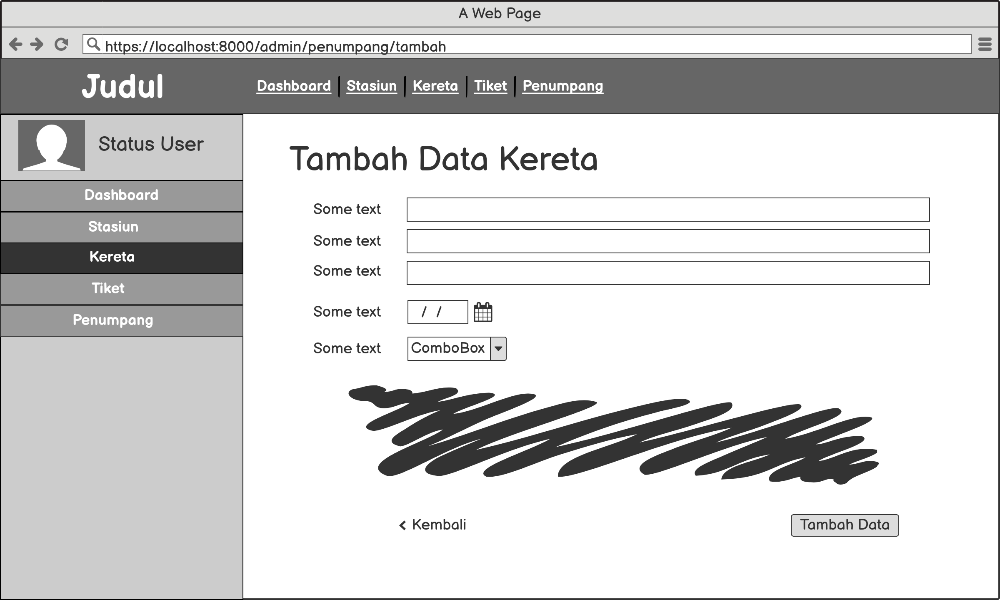 A Web Page
https://localhost:8000/admin/penumpang/tambah
Judul
Dashboard Stasiun Kereta Tiket Penumpang
Status User
Dashboard
Stasiun
Kereta
Tiket
Penumpang
Tambah Data Kereta
Some text
Some text
Some text
Some text / /
Some text ComboBox
Kembali
Tambah Data